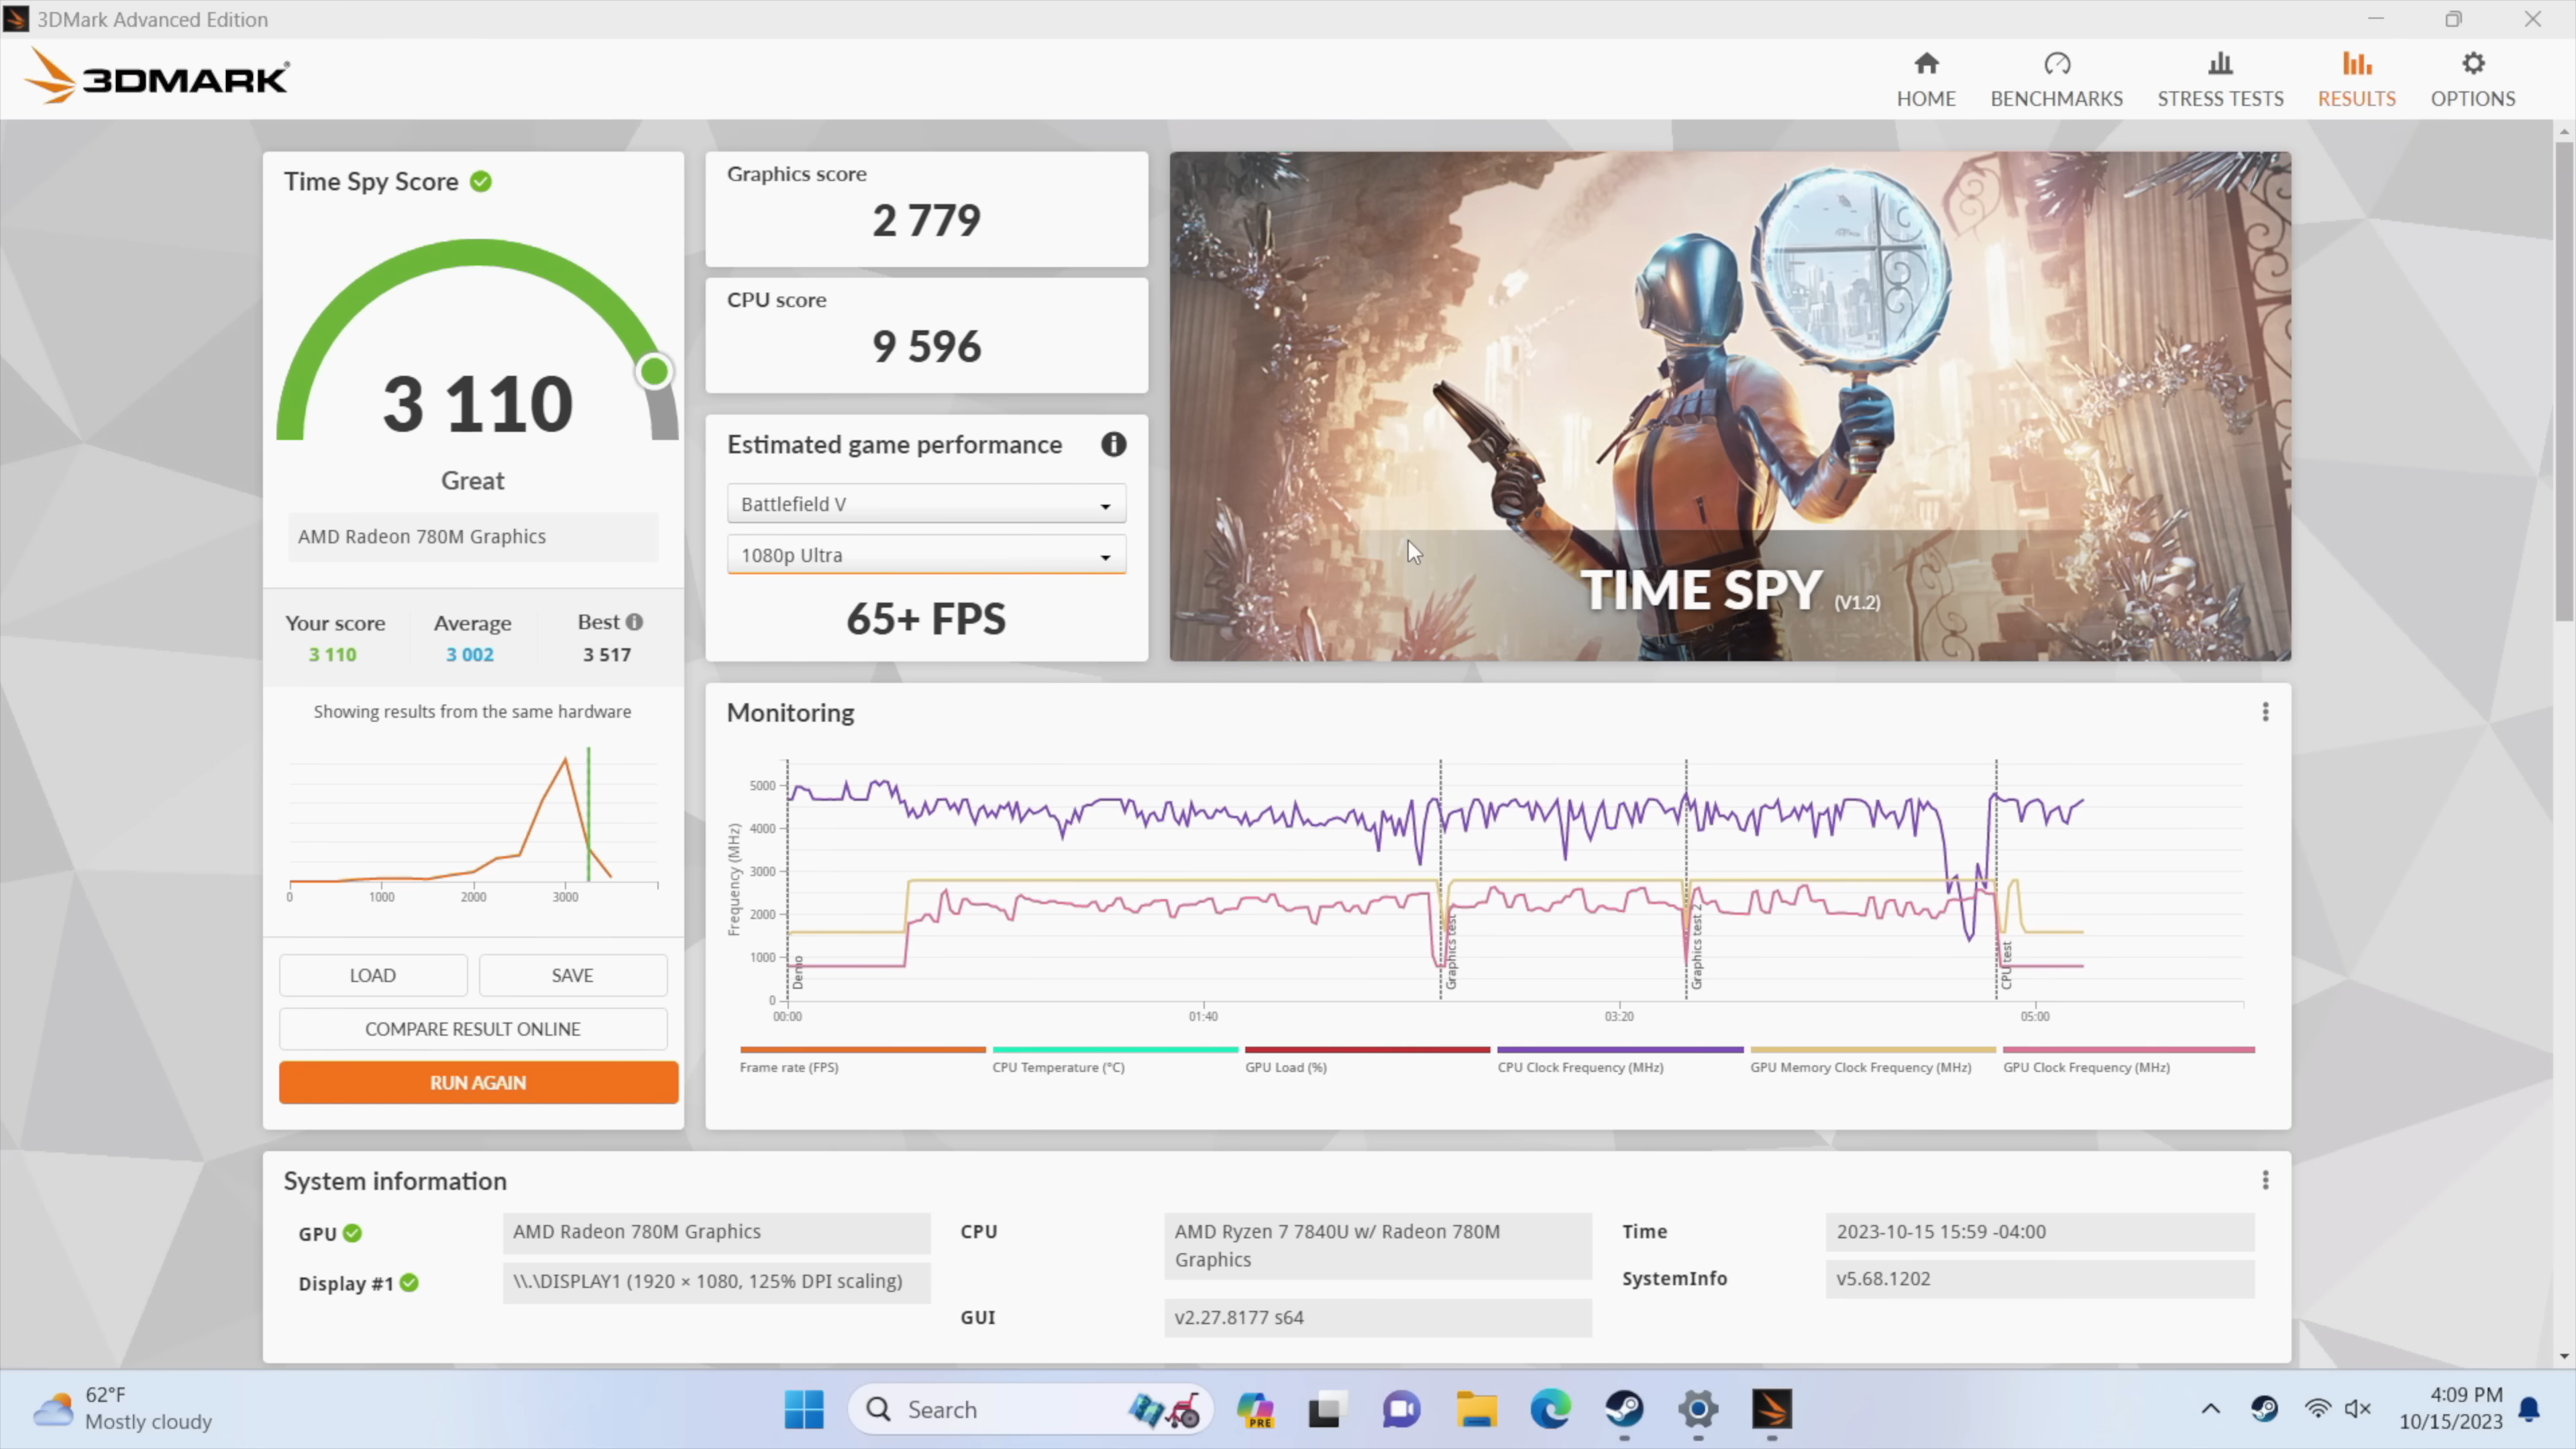 3DMark Advanced Edition
3DMARK®
HOME
BENCHMARKS
STRESS TESTS
RESULTS
OPTIONS
Time Spy Score
3 110
Great
AMD Radeon 780M Graphics
Your score
Average
Best
3 110
3 002
3 517
Showing results from the same hardware
0
1000
2000
3000
LOAD
SAVE
COMPARE RESULT ONLINE
RUN AGAIN
Graphics score
2 779
CPU score
9 596
Estimated game performance
Battlefield V
1080p Ultra
65+ FPS
TIME SPY (V1.2)
Monitoring
Frequency (MHz)
5000
4000
3000
2000
1000
0
Demo
Graphics test
Graphics test 2
CPU test
00:00
01:40
03:20
05:00
Frame rate (FPS)
CPU Temperature (°C)
GPU Load (%)
CPU Clock Frequency (MHz)
GPU Memory Clock Frequency (MHz)
GPU Clock Frequency (MHz)
System information
GPU
AMD Radeon 780M Graphics
Display #1
\\.\DISPLAY1 (1920 × 1080, 125% DPI scaling)
CPU
AMD Ryzen 7 7840U w/ Radeon 780M
Graphics
GUI
v2.27.8177 s64
Time
2023-10-15 15:59 -04:00
SystemInfo
v5.68.1202
62°F
Mostly cloudy
Search
PRE
4:09 PM
10/15/2023